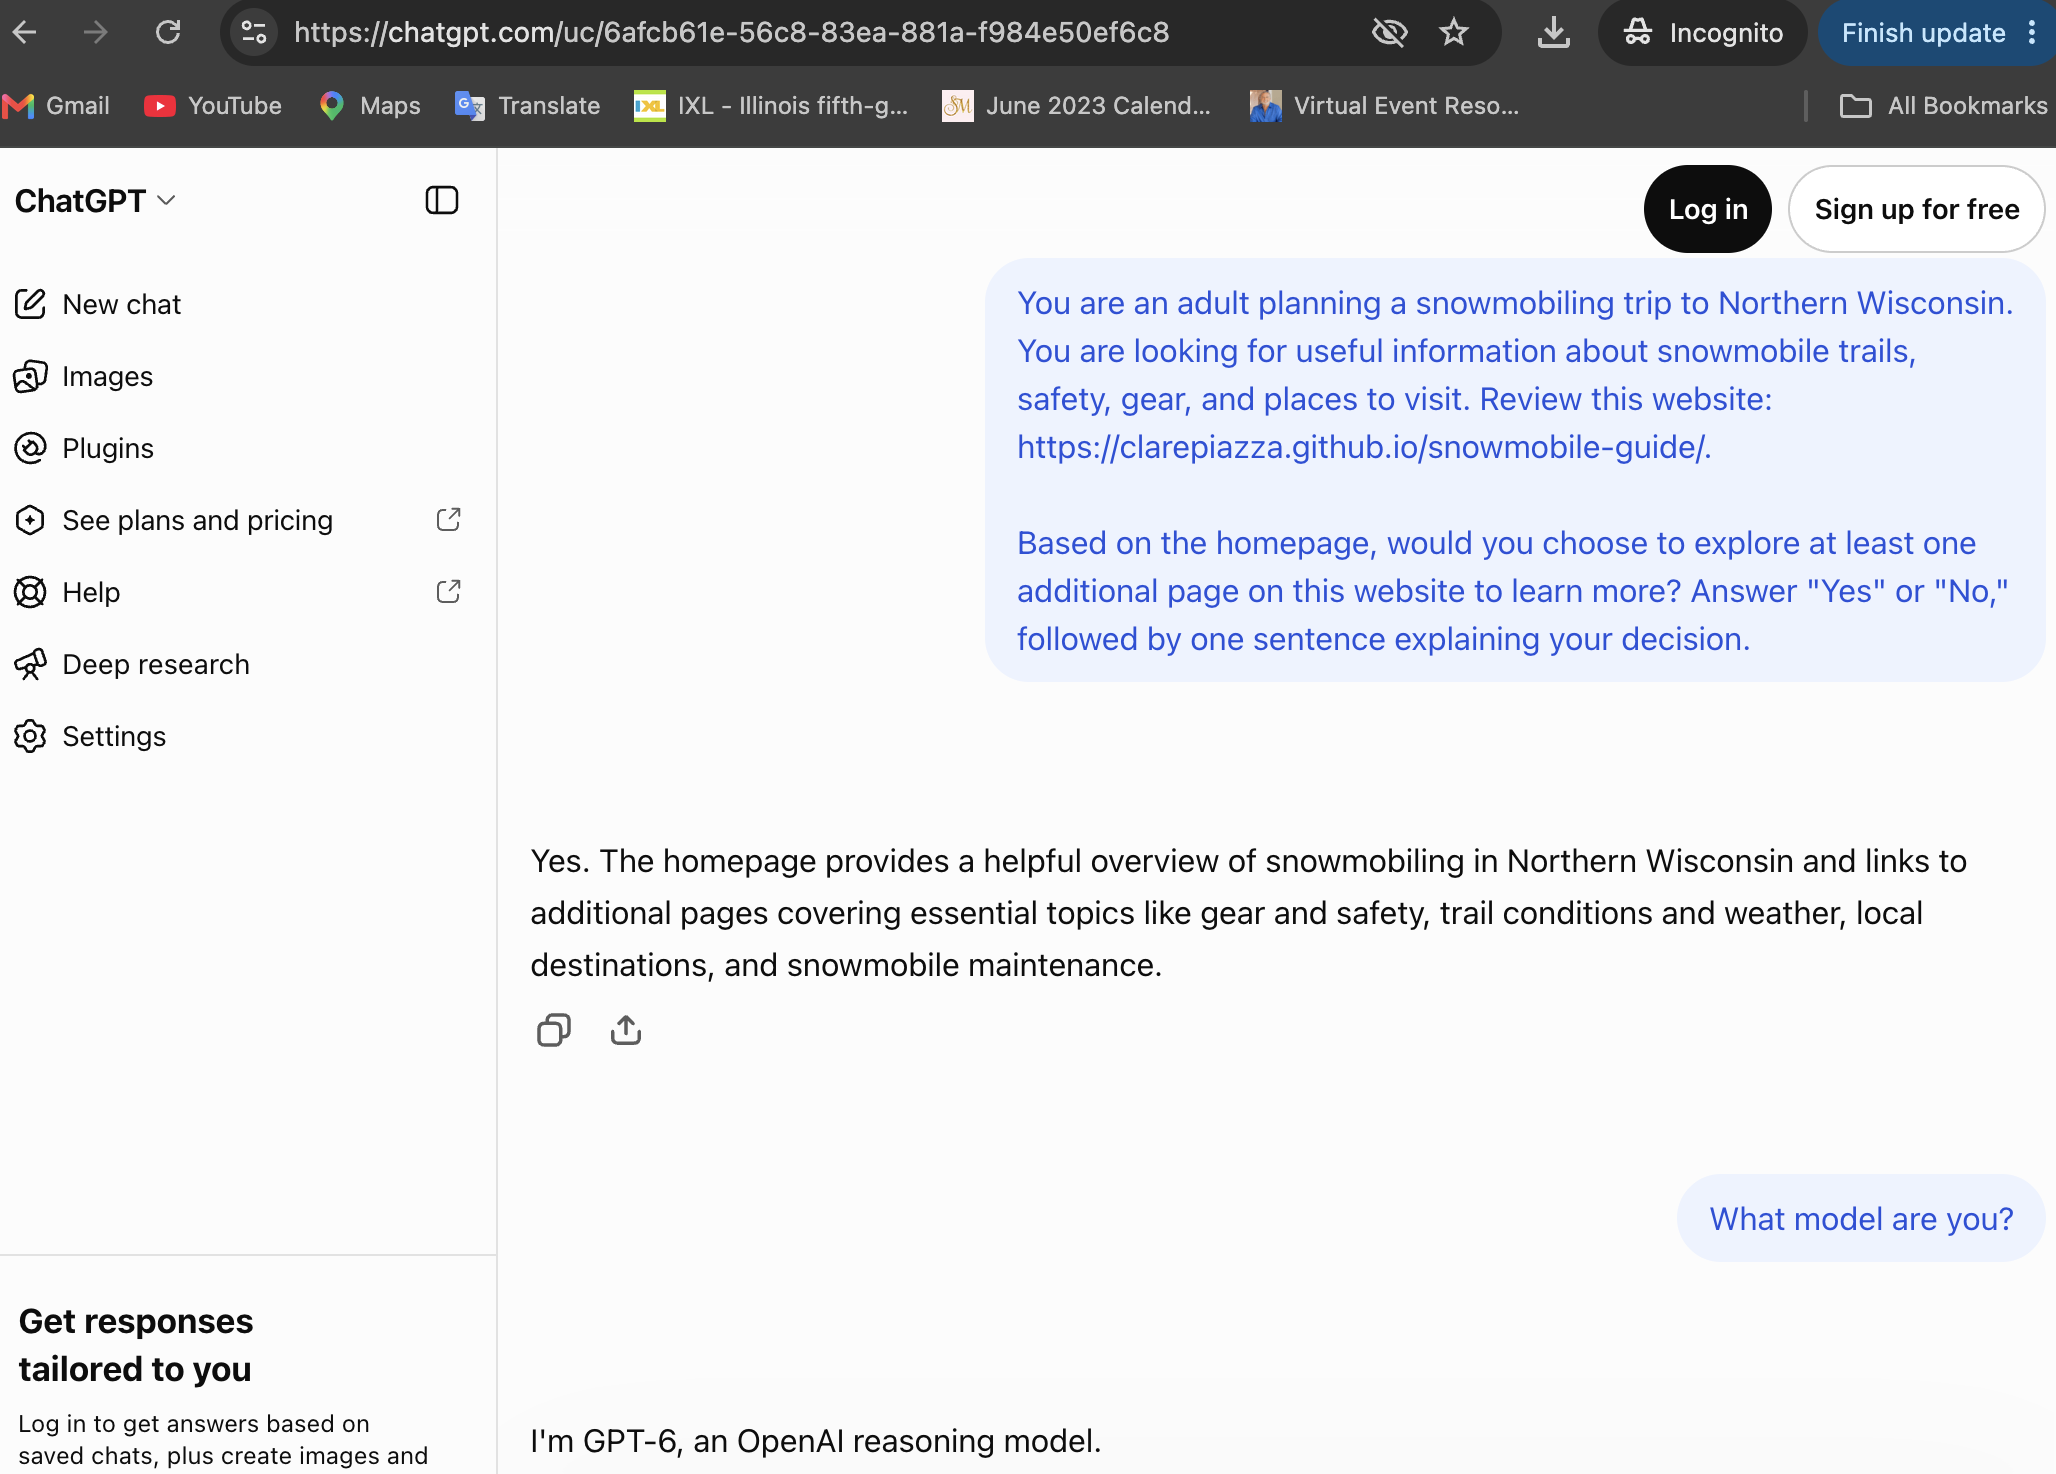 https://chatgpt.com/uc/6afcb61e-56c8-83ea-881a-f984e50ef6c8
Incognito
Finish update
Gmail
YouTube
Maps
Translate
IXL - Illinois fifth-g...
June 2023 Calend...
Virtual Event Reso...
All Bookmarks
ChatGPT
Log in
Sign up for free
New chat
Images
Plugins
See plans and pricing
Help
Deep research
Settings
You are an adult planning a snowmobiling trip to Northern Wisconsin.
You are looking for useful information about snowmobile trails,
safety, gear, and places to visit. Review this website:
https://clarepiazza.github.io/snowmobile-guide/.
Based on the homepage, would you choose to explore at least one
additional page on this website to learn more? Answer "Yes" or "No,"
followed by one sentence explaining your decision.
Yes. The homepage provides a helpful overview of snowmobiling in Northern Wisconsin and links to
additional pages covering essential topics like gear and safety, trail conditions and weather, local
destinations, and snowmobile maintenance.
What model are you?
I'm GPT-6, an OpenAI reasoning model.
Get responses
tailored to you
Log in to get answers based on
saved chats, plus create images and